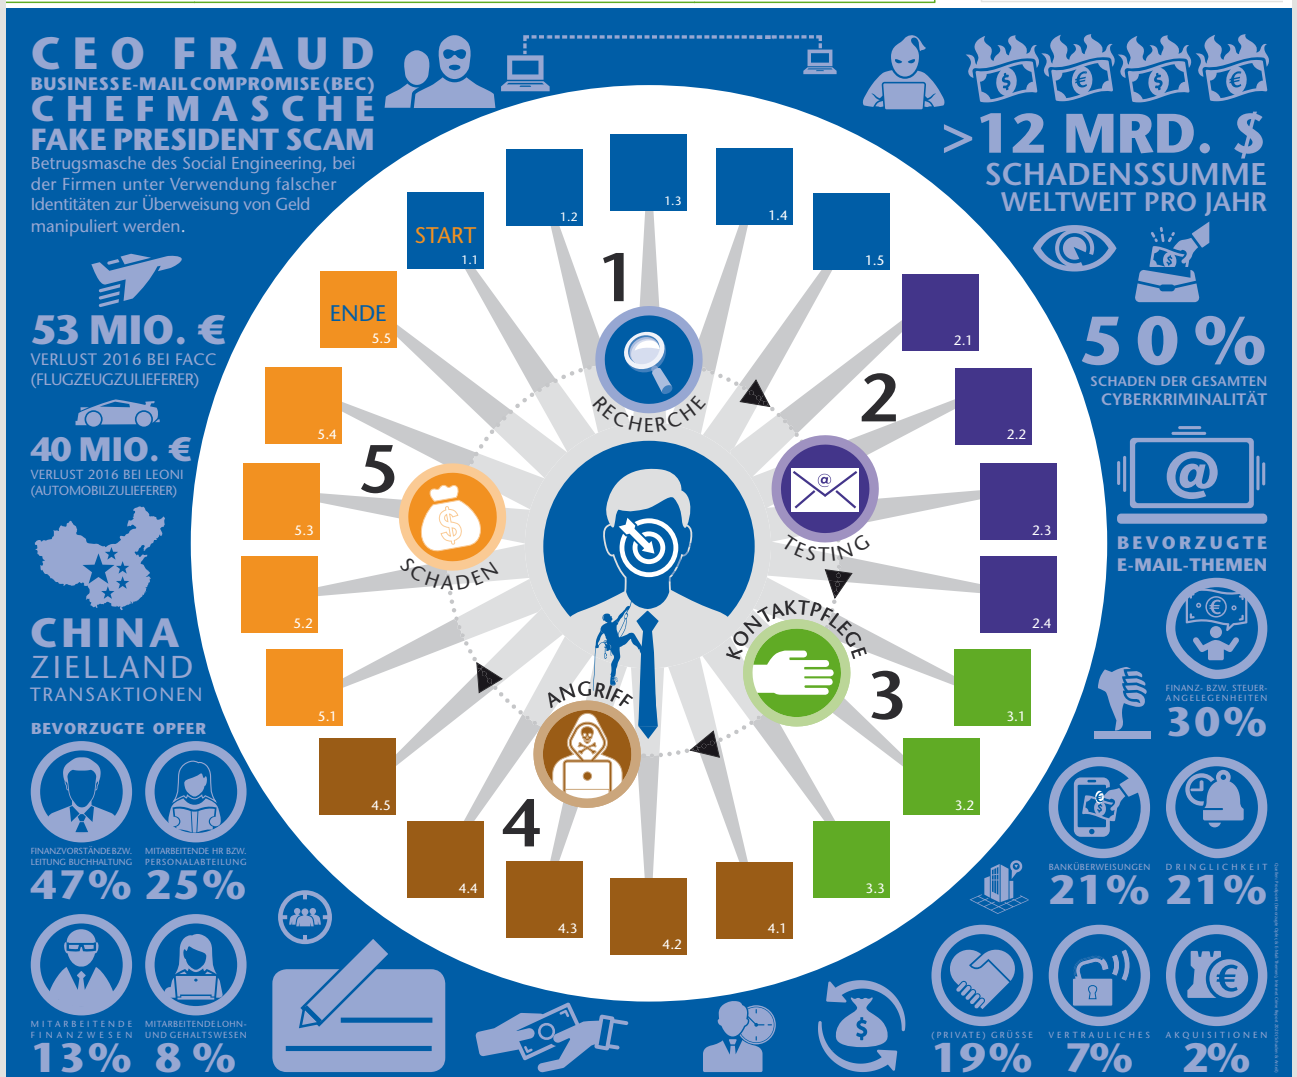 CEO FRAUD
BUSINESS E-MAIL COMPROMISE (BEC)
CHEFMASCHE
FAKE PRESIDENT SCAM
Betrugsmasche des Social Engineering, bei
der Firmen unter Verwendung falscher
Identitäten zur Überweisung von Geld
manipuliert werden.
53 MIO. €
VERLUST 2016 BEI FACC
(FLUGZEUGZULIEFERER)
40 MIO. €
VERLUST 2016 BEI LEONI
(AUTOMOBILZULIEFERER)
CHINA
ZIELLAND
TRANSAKTIONEN
BEVORZUGTE OPFER
FINANZVORSTÄNDE BZW.
LEITUNG BUCHHALTUNG
47%
MITARBEITENDE HR BZW.
PERSONALABTEILUNG
25%
MITARBEITENDE
FINANZWESEN
13%
MITARBEITENDE LOHN-
UND GEHALTSWESEN
8 %
START
1.1
1.2
1.3
1.4
1.5
2.1
2.2
2.3
2.4
3.1
3.2
3.3
4.1
4.2
4.3
4.4
4.5
5.1
5.2
5.3
5.4
ENDE
5.5
1
RECHERCHE
2
@
TESTING
KONTAKTPFLEGE
3
ANGRIFF
4
5
$
SCHADEN
$ € $ €
>12 MRD. $
SCHADENSSUMME
WELTWEIT PRO JAHR
€
$
50%
SCHADEN DER GESAMTEN
CYBERKRIMINALITÄT
@
BEVORZUGTE
E-MAIL-THEMEN
€
FINANZ- BZW. STEUER-
ANGELEGENHEITEN
30%
€
$
BANKÜBERWEISUNGEN
21%
DRINGLICHKEIT
21%
(PRIVATE) GRÜSSE
19%
VERTRAULICHES
7%
€
AKQUISITIONEN
2%
$